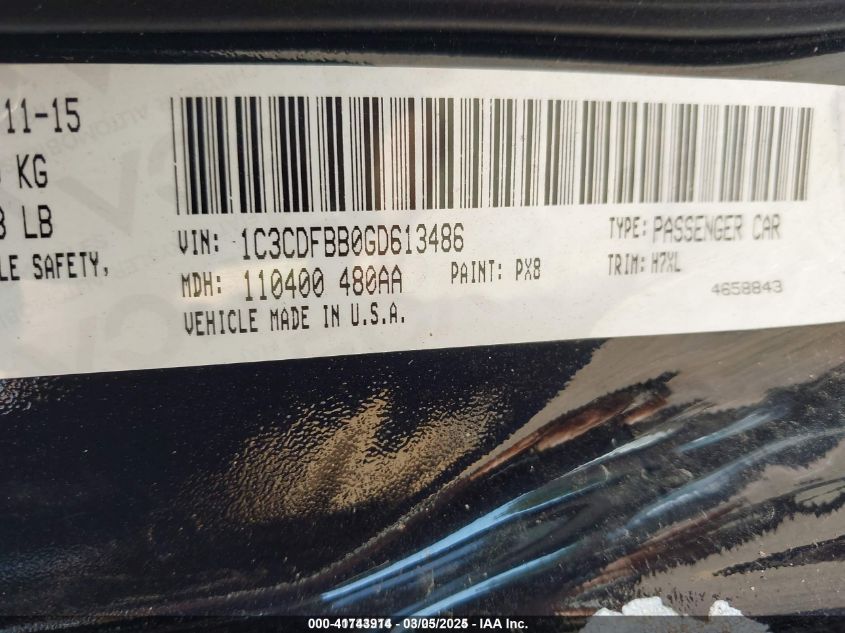 11-15
KG
LB
LE SAFETY,
VIN: 1C3CDFBB0GD613486
TYPE: PASSENGER CAR
MDH: 110400 480AA
PAINT: PX8
TRIM: H7XL
4658843
VEHICLE MADE IN U.S.A.
000-41743974 - 03/05/2025 - IAA Inc.